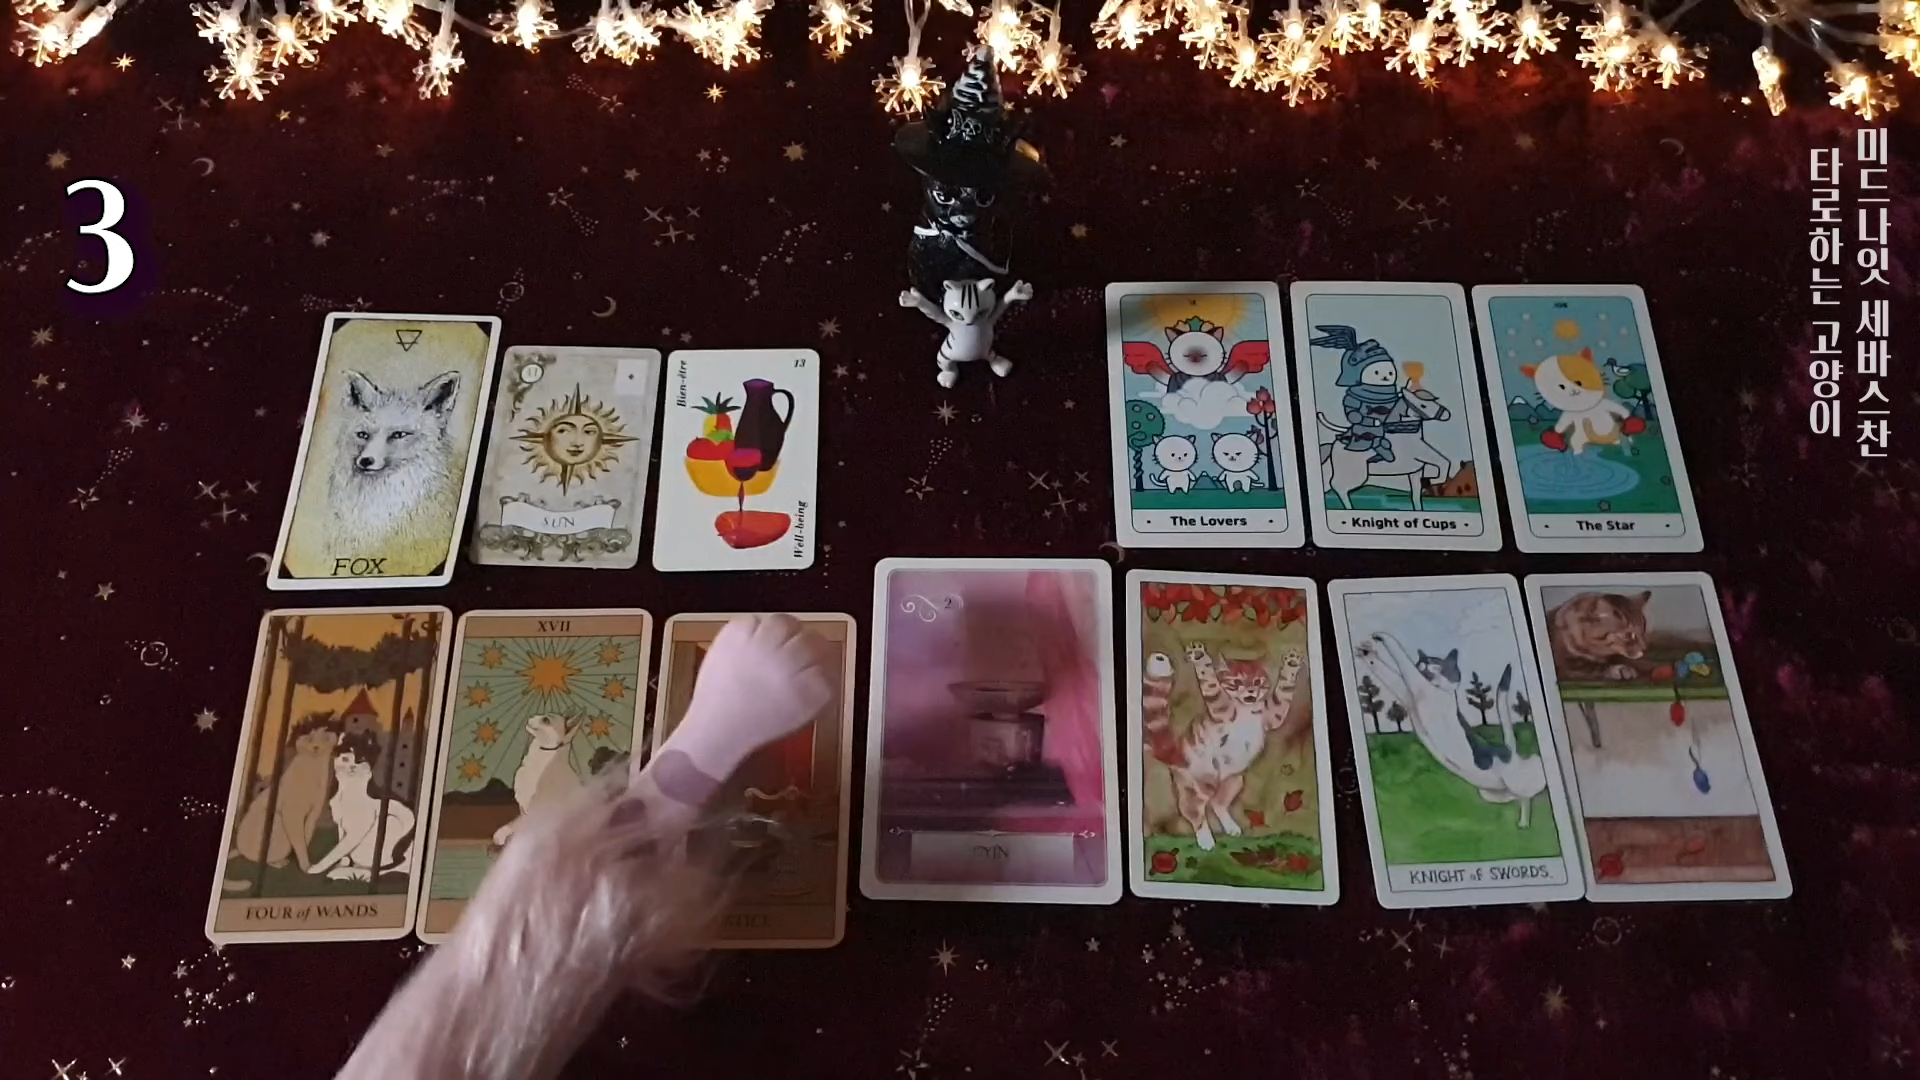 3
미드나잇 세바스찬
타로하는 고양이
FOX
SUN
13
Bien-être
Well-being
The Lovers
Knight of Cups
The Star
FOUR of WANDS
XVII
2
KNIGHT of SWORDS.